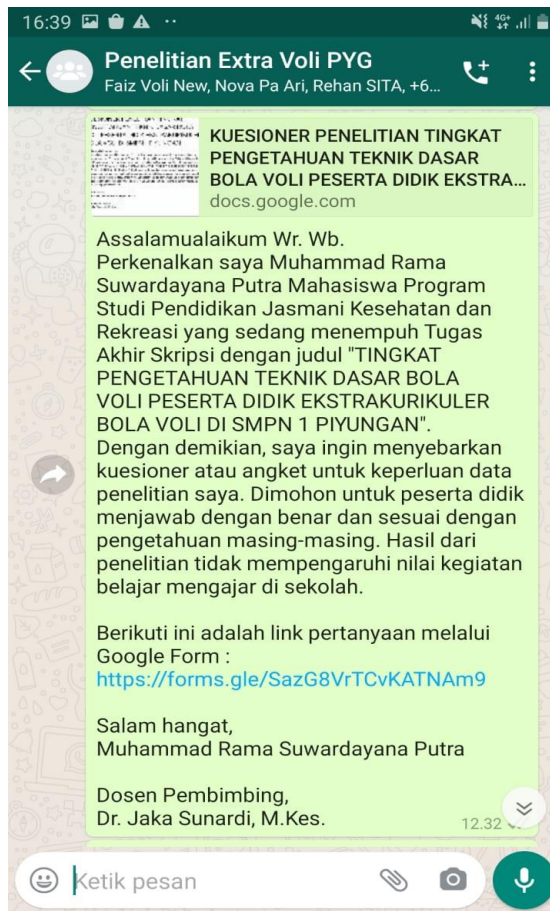 16:39
4G+
Penelitian Extra Voli PYG
Faiz Voli New, Nova Pa Ari, Rehan SITA, +6...
KUESIONER PENELITIAN TINGKAT
PENGETAHUAN TEKNIK DASAR
BOLA VOLI PESERTA DIDIK EKSTRA...
docs.google.com
Assalamualaikum Wr. Wb.
Perkenalkan saya Muhammad Rama
Suwardayana Putra Mahasiswa Program
Studi Pendidikan Jasmani Kesehatan dan
Rekreasi yang sedang menempuh Tugas
Akhir Skripsi dengan judul "TINGKAT
PENGETAHUAN TEKNIK DASAR BOLA
VOLI PESERTA DIDIK EKSTRAKURIKULER
BOLA VOLI DI SMPN 1 PIYUNGAN".
Dengan demikian, saya ingin menyebarkan
kuesioner atau angket untuk keperluan data
penelitian saya. Dimohon untuk peserta didik
menjawab dengan benar dan sesuai dengan
pengetahuan masing-masing. Hasil dari
penelitian tidak mempengaruhi nilai kegiatan
belajar mengajar di sekolah.
Berikuti ini adalah link pertanyaan melalui
Google Form :
https://forms.gle/SazG8VrTCvKATNAm9
Salam hangat,
Muhammad Rama Suwardayana Putra
Dosen Pembimbing,
Dr. Jaka Sunardi, M.Kes.
12.32
Ketik pesan